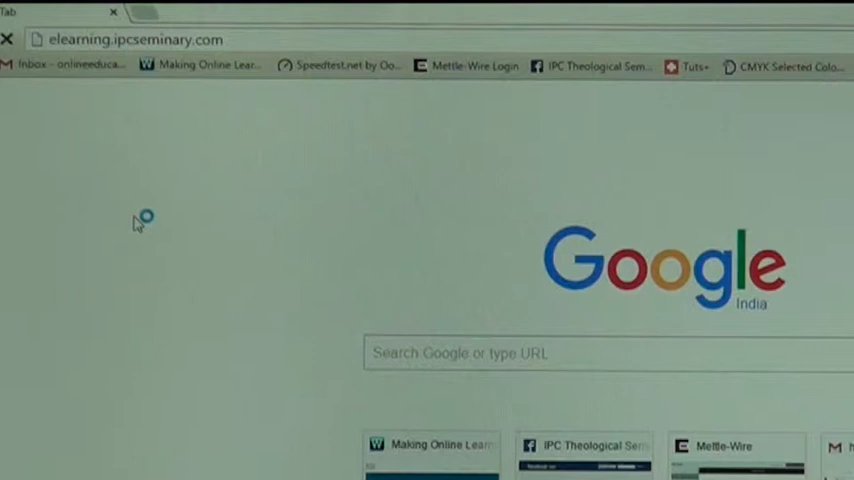 Tab
elearning.ipcseminary.com
Inbox - onlineeduca... Making Online Lear... Speedtest.net by Oo... Mettle-Wire Login IPC Theological Sem... Tuts+ CMYK Selected Colo...
Google
India
Search Google or type URL
Making Online Learn IPC Theological Sem Mettle-Wire